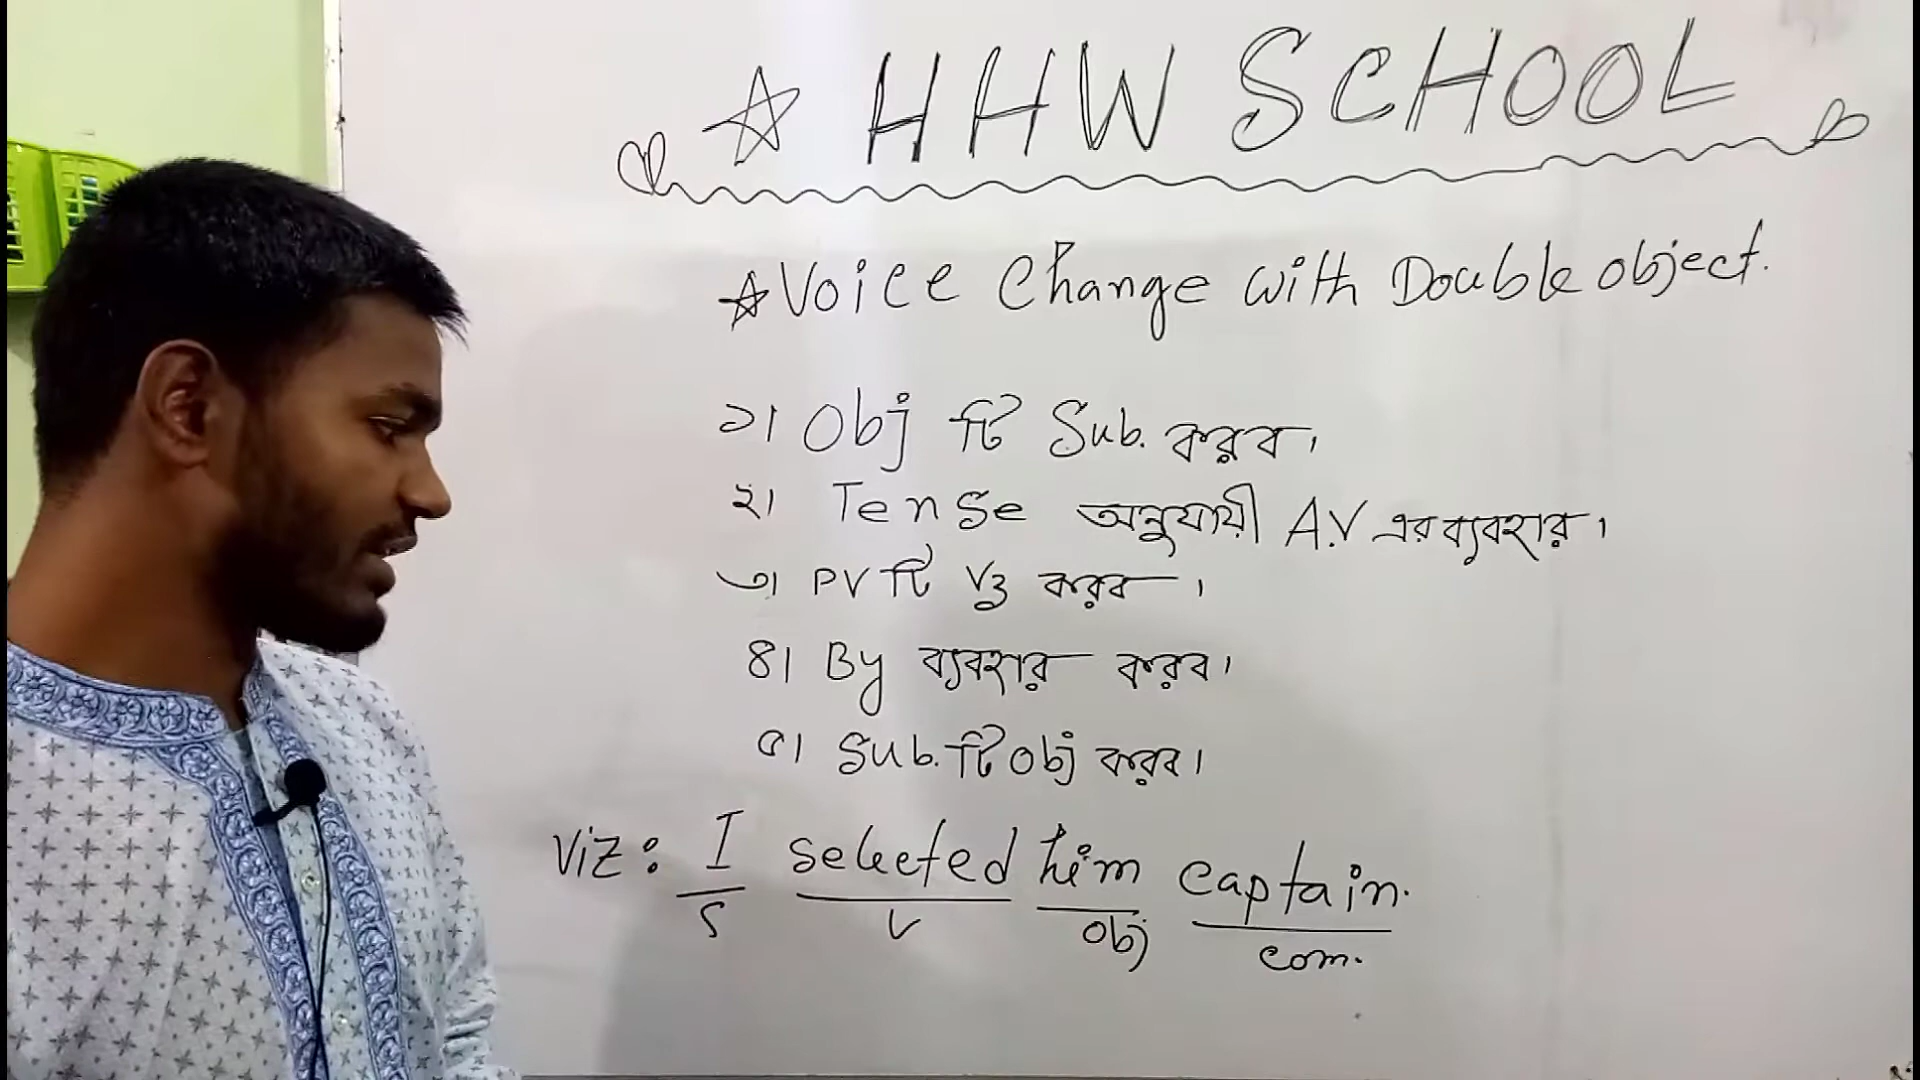 HHW SCHOOL
Voice Change with Double object.
১। Obj টি Sub. করব।
২। Tense অনুযায়ী A.V এর ব্যবহার।
৩। PV টি V3 করব।
৪। By ব্যবহার করব।
৫। Sub. টি Obj করব।
Viz: I selected him captain.
S V Obj com.